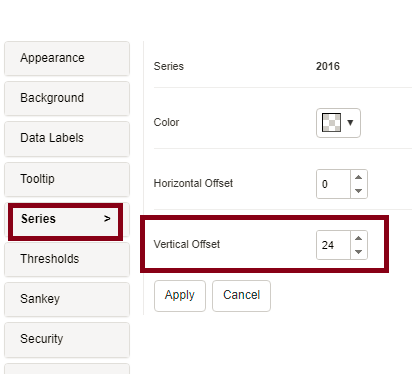 Appearance
Background
Data Labels
Tooltip
Series >
Thresholds
Sankey
Security
Series 2016
Color
Horizontal Offset 0
Vertical Offset 24
Apply Cancel